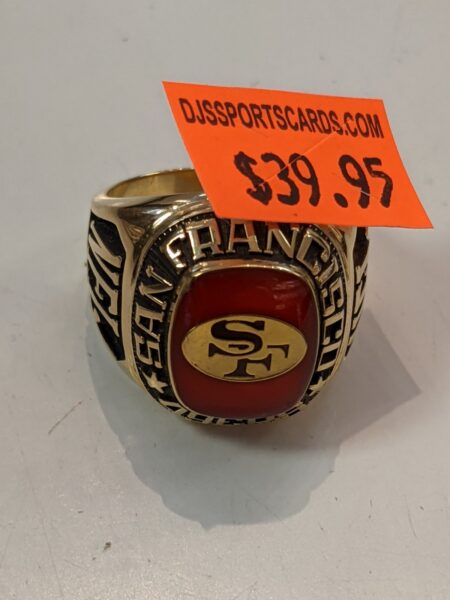 DJSSPORTSCARDS.COM
$39.95
SAN FRANCISCO
SF